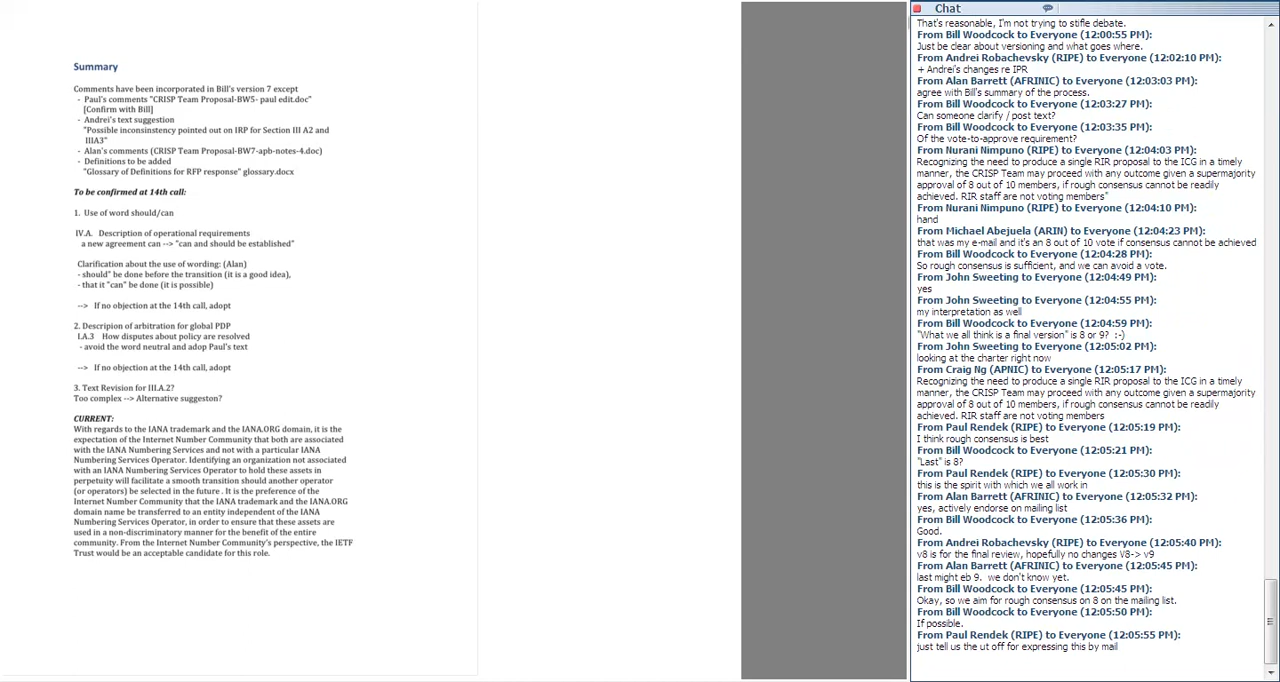 Summary
Comments have been incorporated in Bill's version 7 except
- Paul's comments "CRISP Team Proposal-BW5- paul edit.doc"
[Confirm with Bill]
- Andrei's text suggestion
"Possible inconsinstency pointed out on IRP for Section III A2 and
IIIA3"
- Alan's comments (CRISP Team Proposal-BW7-apb-notes-4.doc)
- Definitions to be added
"Glossary of Definitions for RFP response" glossary.docx
To be confirmed at 14th call:
1. Use of word should/can
IV.A. Description of operational requirements
a new agreement can --> "can and should be established"
Clarification about the use of wording: (Alan)
- should" be done before the transition (it is a good idea),
- that it "can" be done (it is possible)
--> If no objection at the 14th call, adopt
2. Descripion of arbitration for global PDP
I.A.3 How disputes about policy are resolved
- avoid the word neutral and adop Paul's text
--> If no objection at the 14th call, adopt
3. Text Revision for III.A.2?
Too complex --> Alternative suggeston?
CURRENT:
With regards to the IANA trademark and the IANA.ORG domain, it is the
expectation of the Internet Number Community that both are associated
with the IANA Numbering Services and not with a particular IANA
Numbering Services Operator. Identifying an organization not associated
with an IANA Numbering Services Operator to hold these assets in
perpetuity will facilitate a smooth transition should another operator
(or operators) be selected in the future . It is the preference of the
Internet Number Community that the IANA trademark and the IANA.ORG
domain name be transferred to an entity independent of the IANA
Numbering Services Operator, in order to ensure that these assets are
used in a non-discriminatory manner for the benefit of the entire
community. From the Internet Number Community's perspective, the IETF
Trust would be an acceptable candidate for this role.
Chat
That's reasonable, I'm not trying to stifle debate.
From Bill Woodcock to Everyone (12:00:55 PM):
Just be clear about versioning and what goes where.
From Andrei Robachevsky (RIPE) to Everyone (12:02:10 PM):
+ Andrei's changes re IPR
From Alan Barrett (AFRINIC) to Everyone (12:03:03 PM):
agree with Bill's summary of the process.
From Bill Woodcock to Everyone (12:03:27 PM):
Can someone clarify / post text?
From Bill Woodcock to Everyone (12:03:35 PM):
Of the vote-to-approve requirement?
From Nurani Nimpuno (RIPE) to Everyone (12:04:03 PM):
Recognizing the need to produce a single RIR proposal to the ICG in a timely
manner, the CRISP Team may proceed with any outcome given a supermajority
approval of 8 out of 10 members, if rough consensus cannot be readily
achieved. RIR staff are not voting members"
From Nurani Nimpuno (RIPE) to Everyone (12:04:10 PM):
hand
From Michael Abejuela (ARIN) to Everyone (12:04:23 PM):
that was my e-mail and it's an 8 out of 10 vote if consensus cannot be achieved
From Bill Woodcock to Everyone (12:04:28 PM):
So rough consensus is sufficient, and we can avoid a vote.
From John Sweeting to Everyone (12:04:49 PM):
yes
From John Sweeting to Everyone (12:04:55 PM):
my interpretation as well
From Bill Woodcock to Everyone (12:04:59 PM):
"What we all think is a final version" is 8 or 9? :-)
From John Sweeting to Everyone (12:05:02 PM):
looking at the charter right now
From Craig Ng (APNIC) to Everyone (12:05:17 PM):
Recognizing the need to produce a single RIR proposal to the ICG in a timely
manner, the CRISP Team may proceed with any outcome given a supermajority
approval of 8 out of 10 members, if rough consensus cannot be readily
achieved. RIR staff are not voting members
From Paul Rendek (RIPE) to Everyone (12:05:19 PM):
I think rough consensus is best
From Bill Woodcock to Everyone (12:05:21 PM):
"Last" is 8?
From Paul Rendek (RIPE) to Everyone (12:05:30 PM):
this is the spirit with which we all work in
From Alan Barrett (AFRINIC) to Everyone (12:05:32 PM):
yes, actively endorse on mailing list
From Bill Woodcock to Everyone (12:05:36 PM):
Good.
From Andrei Robachevsky (RIPE) to Everyone (12:05:40 PM):
v8 is for the final review, hopefully no changes V8-> v9
From Alan Barrett (AFRINIC) to Everyone (12:05:45 PM):
last might eb 9. we don't know yet.
From Bill Woodcock to Everyone (12:05:45 PM):
Okay, so we aim for rough consensus on 8 on the mailing list.
From Bill Woodcock to Everyone (12:05:50 PM):
If possible.
From Paul Rendek (RIPE) to Everyone (12:05:55 PM):
just tell us the ut off for expressing this by mail